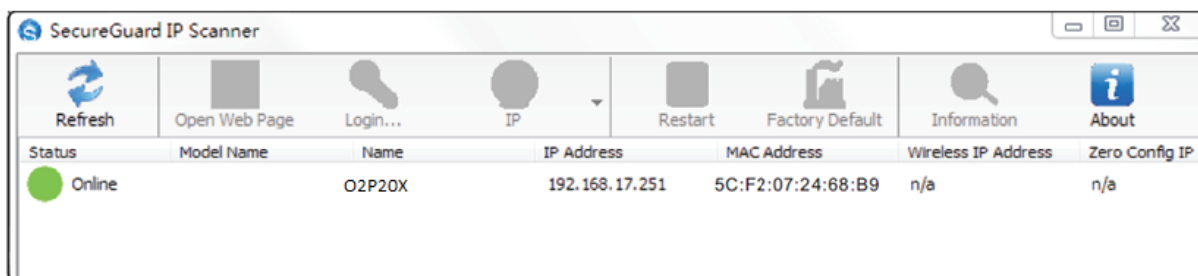 SecureGuard IP Scanner
Refresh Open Web Page Login... IP Restart Factory Default Information About
Status Model Name Name IP Address MAC Address Wireless IP Address Zero Config IP
Online O2P20X 192.168.17.251 5C:F2:07:24:68:B9 n/a n/a